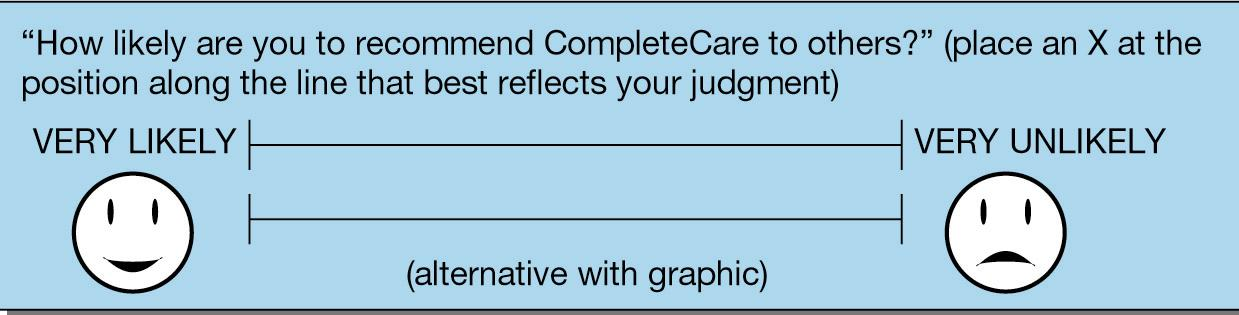 “How likely are you to recommend CompleteCare to others?” (place an X at the
position along the line that best reflects your judgment)
VERY LIKELY VERY UNLIKELY
(alternative with graphic)